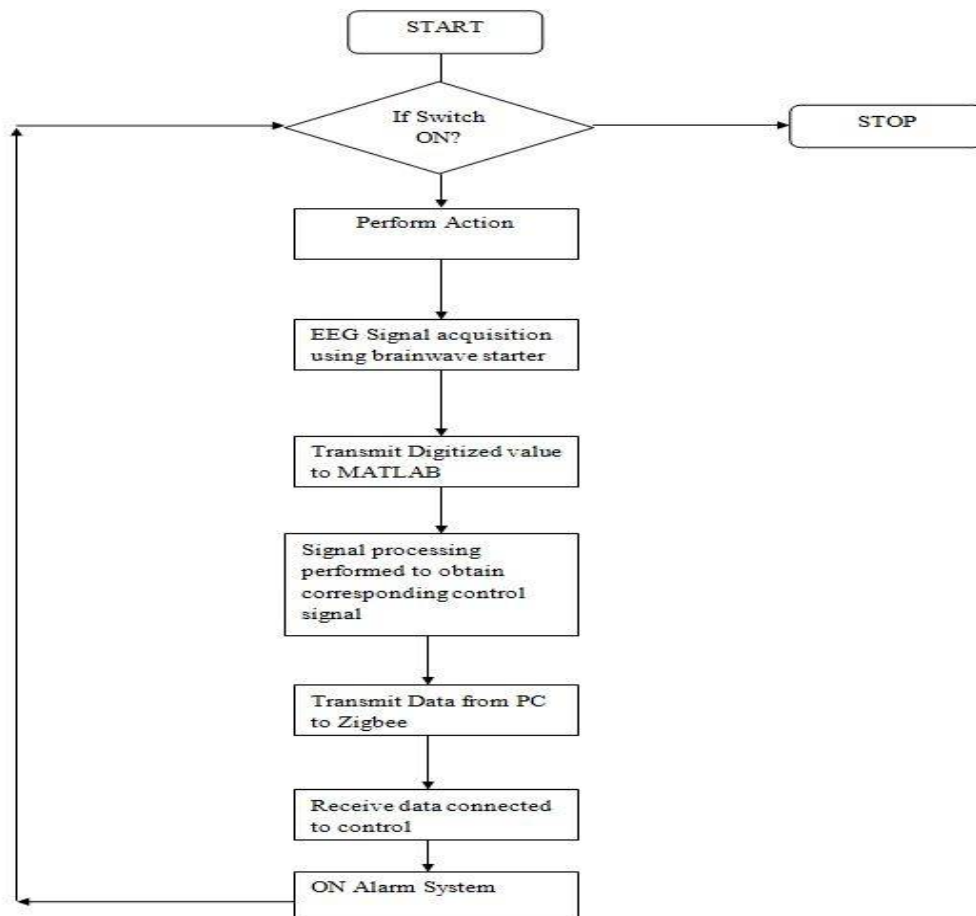 START
If Switch
ON?
STOP
Perform Action
EEG Signal acquisition
using brainwave starter
Transmit Digitized value
to MATLAB
Signal processing
performed to obtain
corresponding control
signal
Transmit Data from PC
to Zigbee
Receive data connected
to control
ON Alarm System